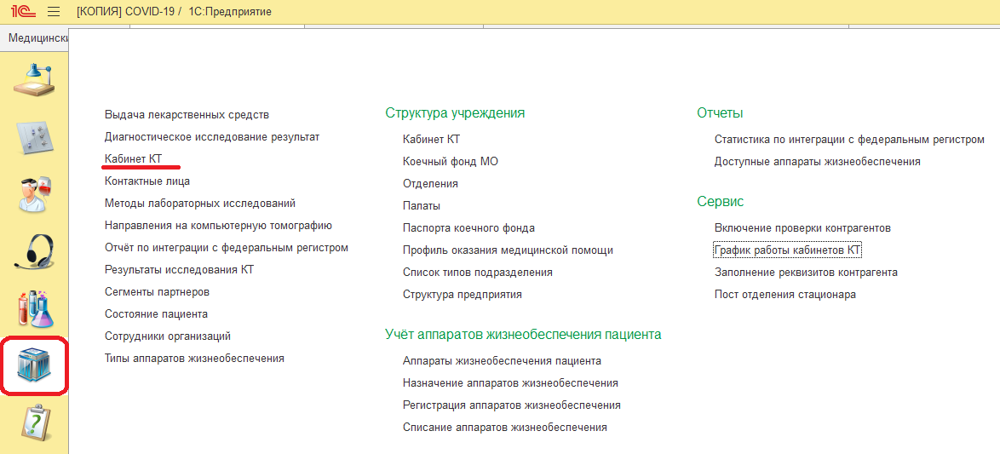 1С
[КОПИЯ] COVID-19 / 1С:Предприятие
Медицински
Выдача лекарственных средств
Диагностическое исследование результат
Кабинет КТ
Контактные лица
Методы лабораторных исследований
Направления на компьютерную томографию
Отчёт по интеграции с федеральным регистром
Результаты исследования КТ
Сегменты партнеров
Состояние пациента
Сотрудники организаций
Типы аппаратов жизнеобеспечения
Структура учреждения
Кабинет КТ
Коечный фонд МО
Отделения
Палаты
Паспорта коечного фонда
Профиль оказания медицинской помощи
Список типов подразделения
Структура предприятия
Учёт аппаратов жизнеобеспечения пациента
Аппараты жизнеобеспечения пациента
Назначение аппаратов жизнеобеспечения
Регистрация аппаратов жизнеобеспечения
Списание аппаратов жизнеобеспечения
Отчеты
Статистика по интеграции с федеральным регистром
Доступные аппараты жизнеобеспечения
Сервис
Включение проверки контрагентов
График работы кабинетов КТ
Заполнение реквизитов контрагента
Пост отделения стационара